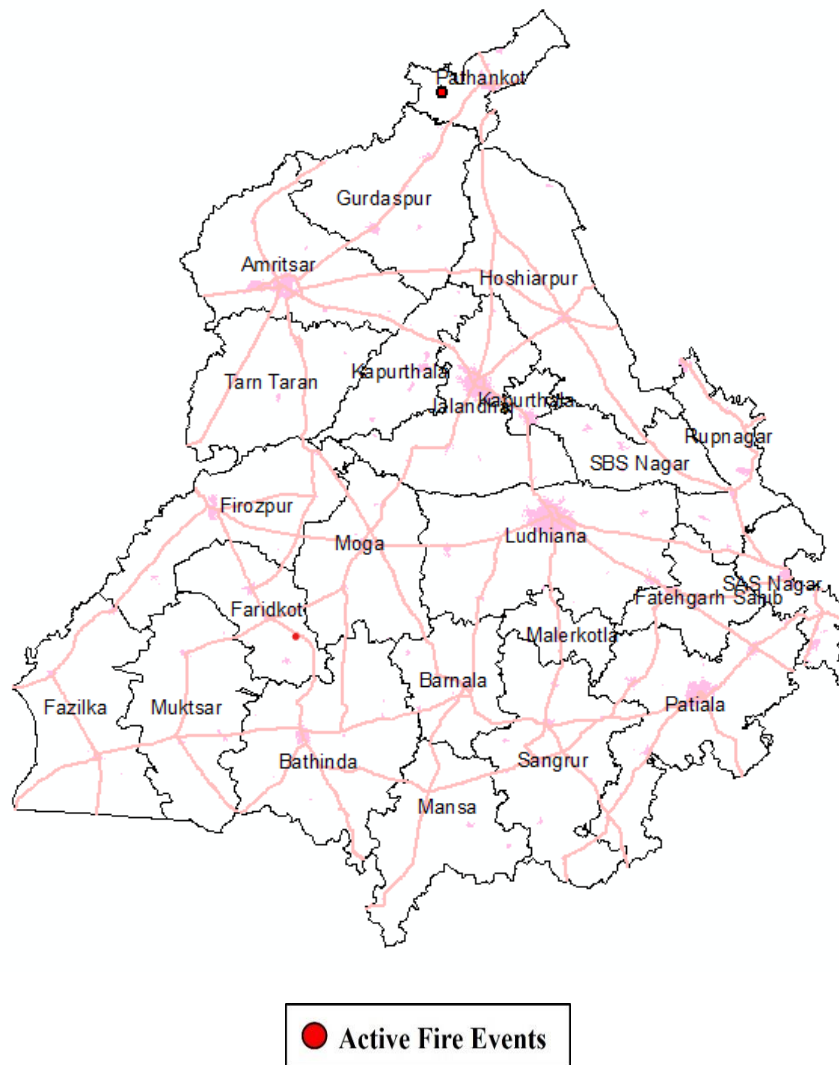 Pathankot
Gurdaspur
Amritsar
Hoshiarpur
Tarn Taran
Kapurthala
Kapurthala
Jalandhar
Rupnagar
SBS Nagar
Firozpur
Moga
Ludhiana
SAS Nagar
Fatehgarh Sahib
Faridkot
Malerkotla
Barnala
Fazilka
Muktsar
Patiala
Bathinda
Sangrur
Mansa
Active Fire Events